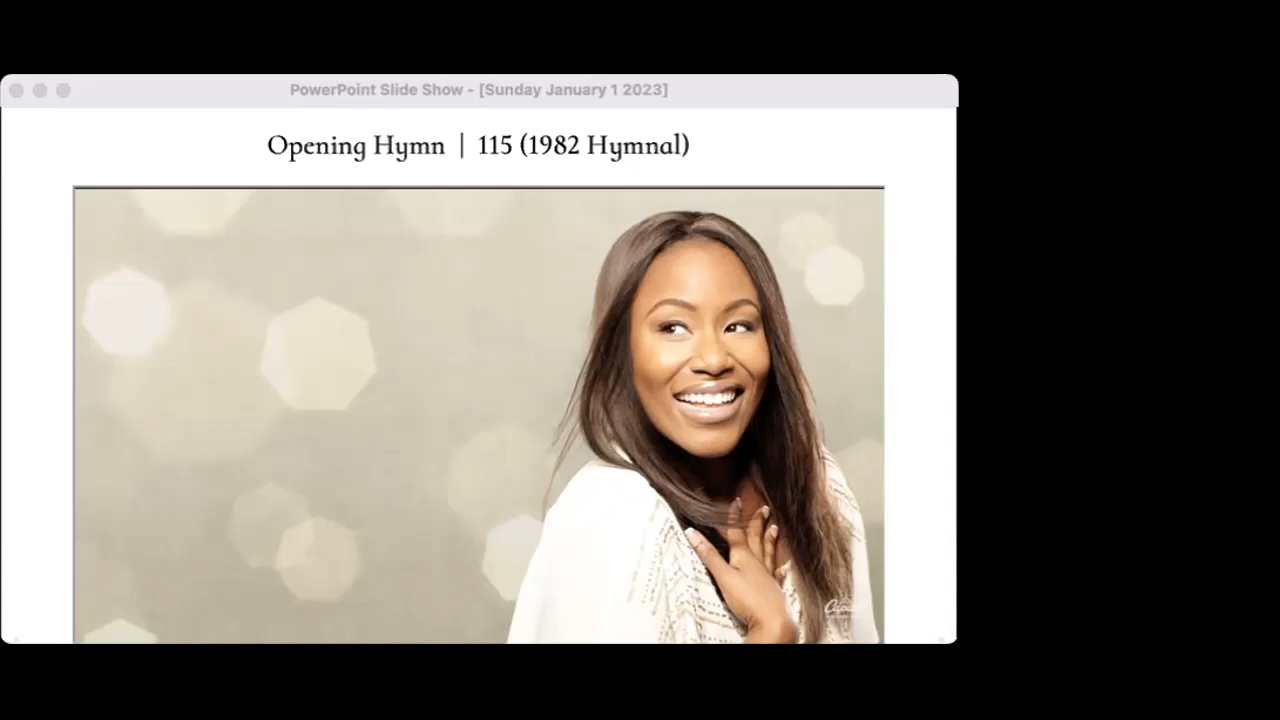 PowerPoint Slide Show - [Sunday January 1 2023]
Opening Hymn | 115 (1982 Hymnal)